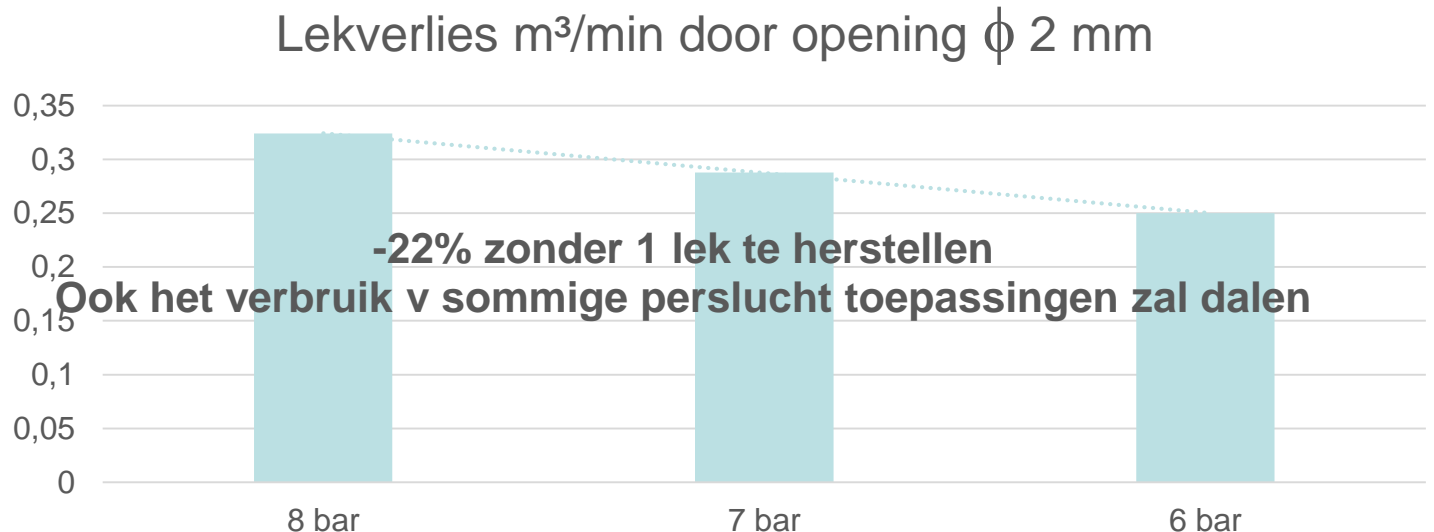 Lekverlies m³/min door opening ϕ 2 mm
0,35
0,3
0,25
-22% zonder 1 lek te herstellen
0,2
Ook het verbruik v sommige perslucht toepassingen zal dalen
0,15
0,1
0,05
0
8 bar
7 bar
6 bar